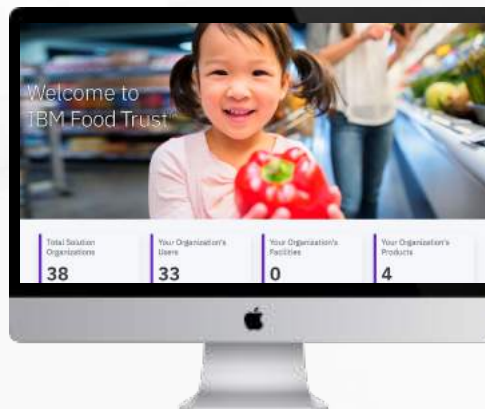 Welcome to
IBM Food Trust™
Total Solution
Organizations
38
Your Organization's
Users
33
Your Organization's
Facilities
0
Your Organization's
Products
4